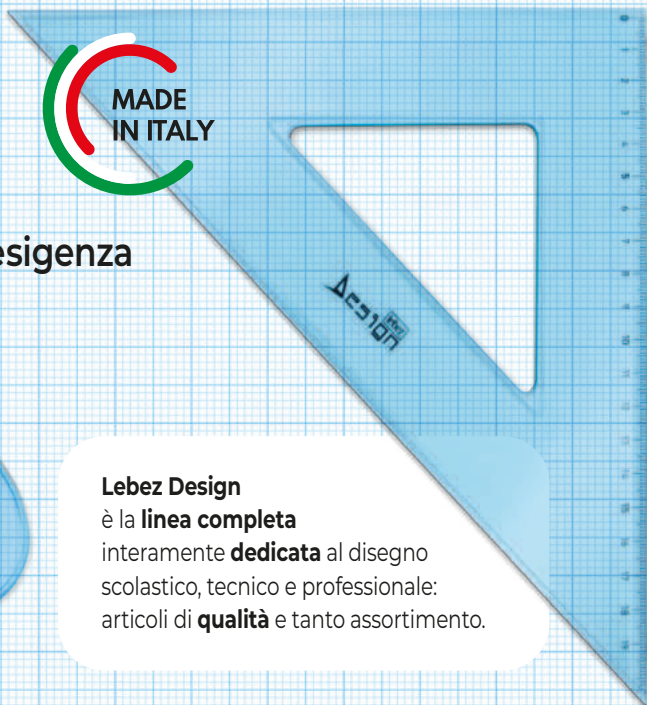 MADE
IN ITALY
esigenza
Design
Lebez Design
è la linea completa
interamente dedicata al disegno
scolastico, tecnico e professionale:
articoli di qualità e tanto assortimento.